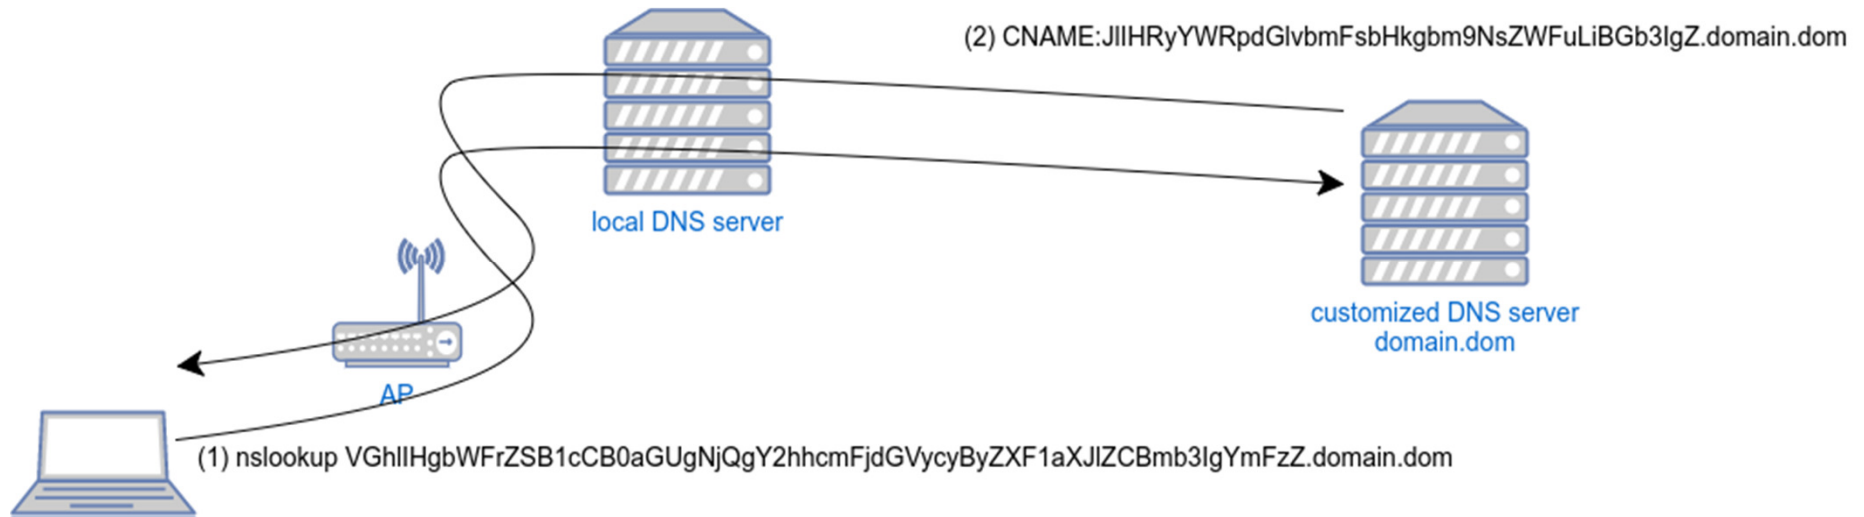 (2) CNAME:JlIHRyYWRpdGlvbmFsbHkgbm9NsZWFuLiBGb3IgZ.domain.dom
local DNS server
customized DNS server
domain.dom
AP
(1) nslookup VGhlIHgbWFrZSB1cCB0aGUgNjQgY2hhcmFjdGVycyByZXF1aXJlZCBmb3IgYmFzZ.domain.dom